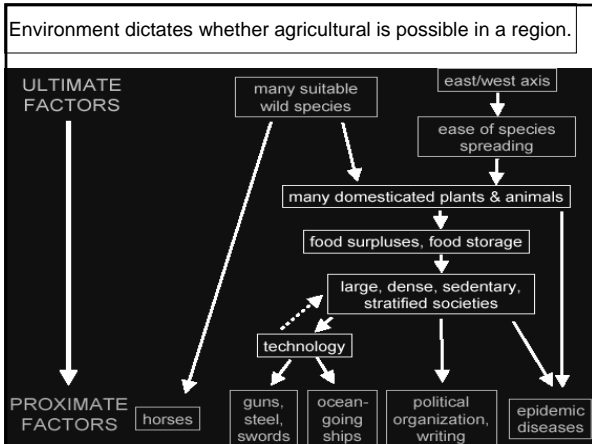 Environment dictates whether agricultural is possible in a region.
ULTIMATE
FACTORS
many suitable
wild species
east/west axis
ease of species
spreading
many domesticated plants & animals
food surpluses, food storage
large, dense, sedentary,
stratified societies
technology
PROXIMATE
FACTORS
horses
guns,
steel,
swords
ocean-
going
ships
political
organization,
writing
epidemic
diseases